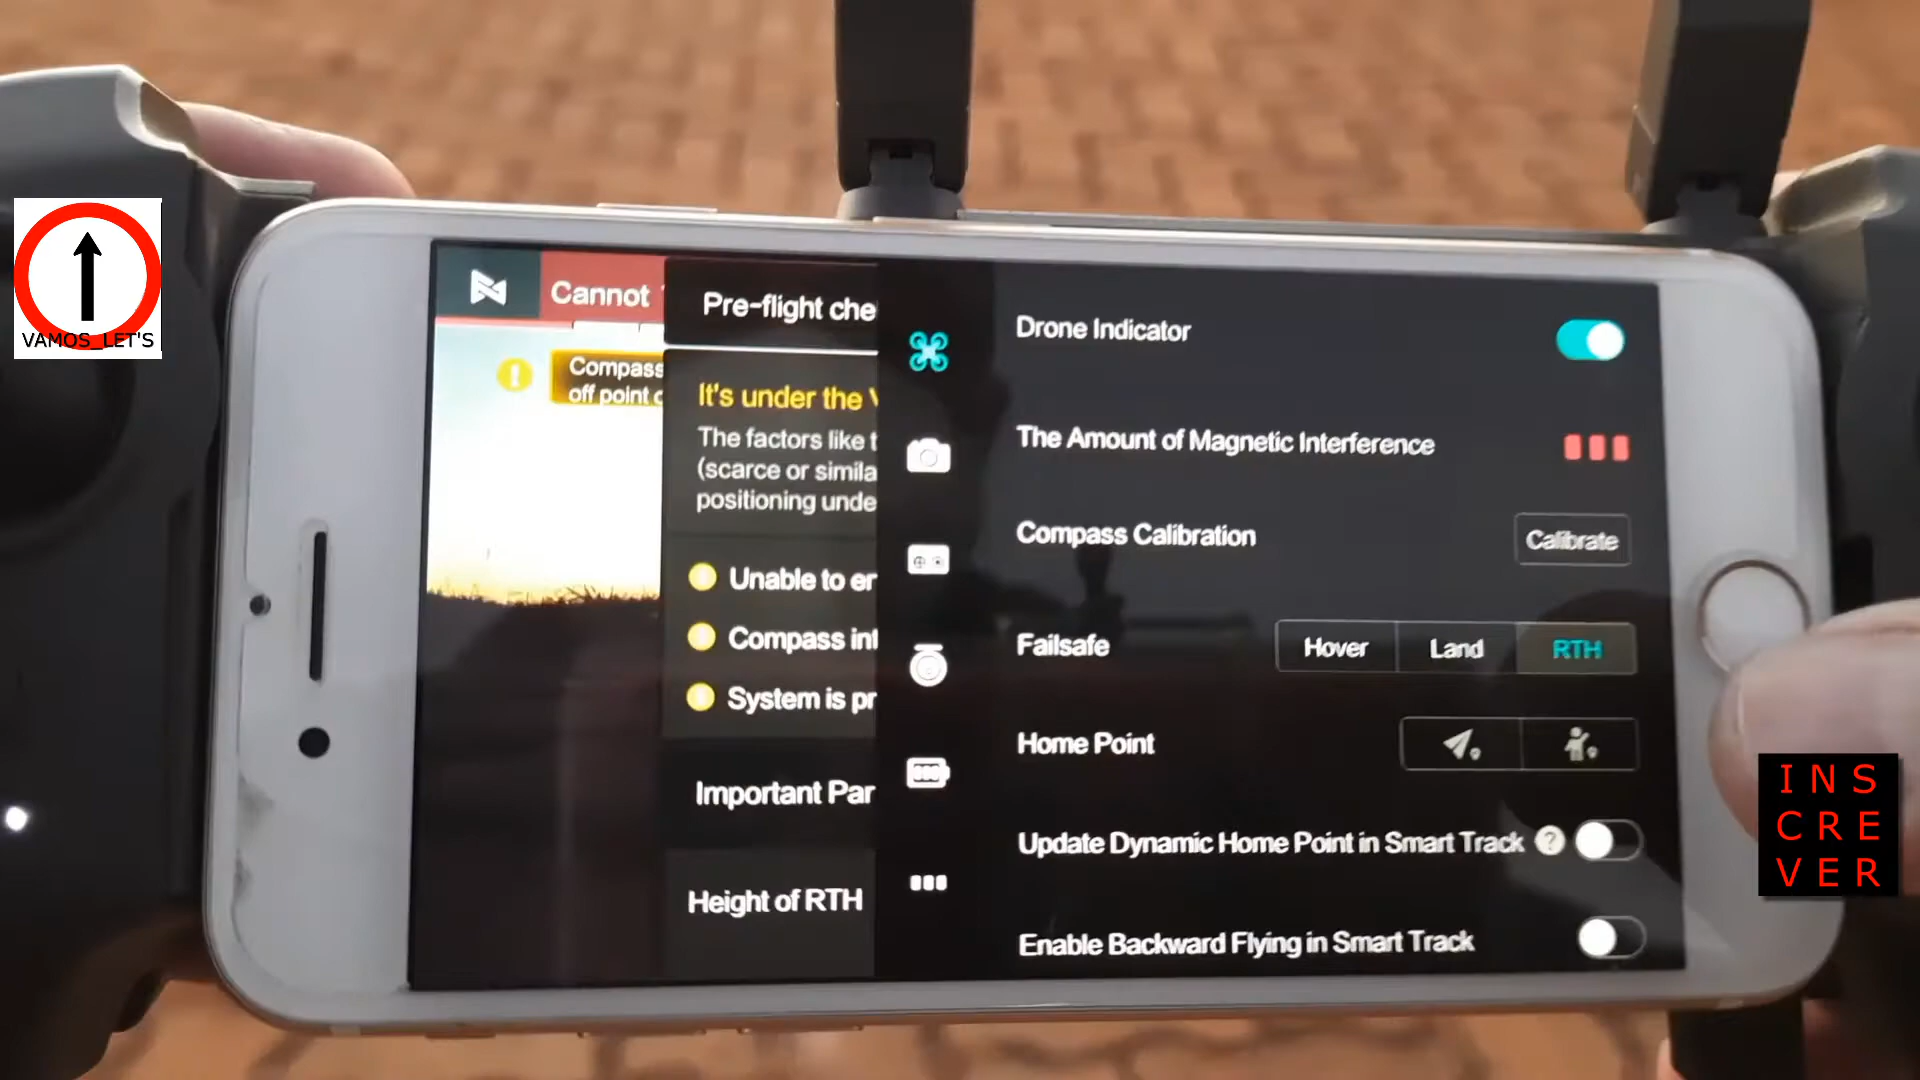 VAMOS_LET'S
Cannot
Compass
off point
Pre-flight che
It's under the
The factors like t
(scarce or simila
positioning unde
Unable to er
Compass int
System is pr
Important Par
Height of RTH
Drone Indicator
The Amount of Magnetic Interference
Compass Calibration
Calibrate
Failsafe
Hover
Land
RTH
Home Point
Update Dynamic Home Point in Smart Track ?
Enable Backward Flying in Smart Track
INS
CRE
VER